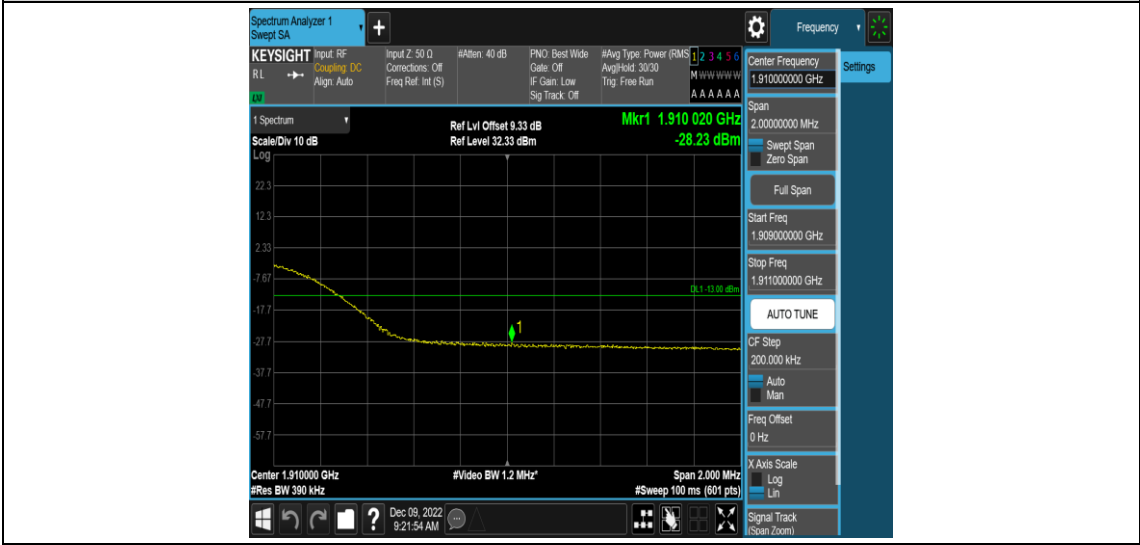 Spectrum Analyzer 1
Swept SA
+
Frequency
KEYSIGHT
RL
LM
Input: RF
Coupling: DC
Align: Auto
Input Z: 50 Ω
Corrections: Off
Freq Ref: Int (S)
#Atten: 40 dB
PNO: Best Wide
Gate: Off
IF Gain: Low
Sig Track: Off
#Avg Type: Power (RMS
Avg|Hold: 30/30
Trig: Free Run
1 2 3 4 5 6
M W W W W W
A A A A A A
1 Spectrum
Scale/Div 10 dB
Ref Lvl Offset 9.33 dB
Ref Level 32.33 dBm
Mkr1 1.910 020 GHz
-28.23 dBm
Log
22.3
12.3
2.33
-7.67
DL1 -13.00 dBm
-17.7
1
-27.7
-37.7
-47.7
-57.7
Center 1.910000 GHz
#Video BW 1.2 MHz*
Span 2.000 MHz
#Res BW 390 kHz
#Sweep 100 ms (601 pts)
?
Dec 09, 2022
9:21:54 AM
Center Frequency
1.910000000 GHz
Settings
Span
2.00000000 MHz
Swept Span
Zero Span
Full Span
Start Freq
1.909000000 GHz
Stop Freq
1.911000000 GHz
AUTO TUNE
CF Step
200.000 kHz
Auto
Man
Freq Offset
0 Hz
X Axis Scale
Log
Lin
Signal Track
(Span Zoom)